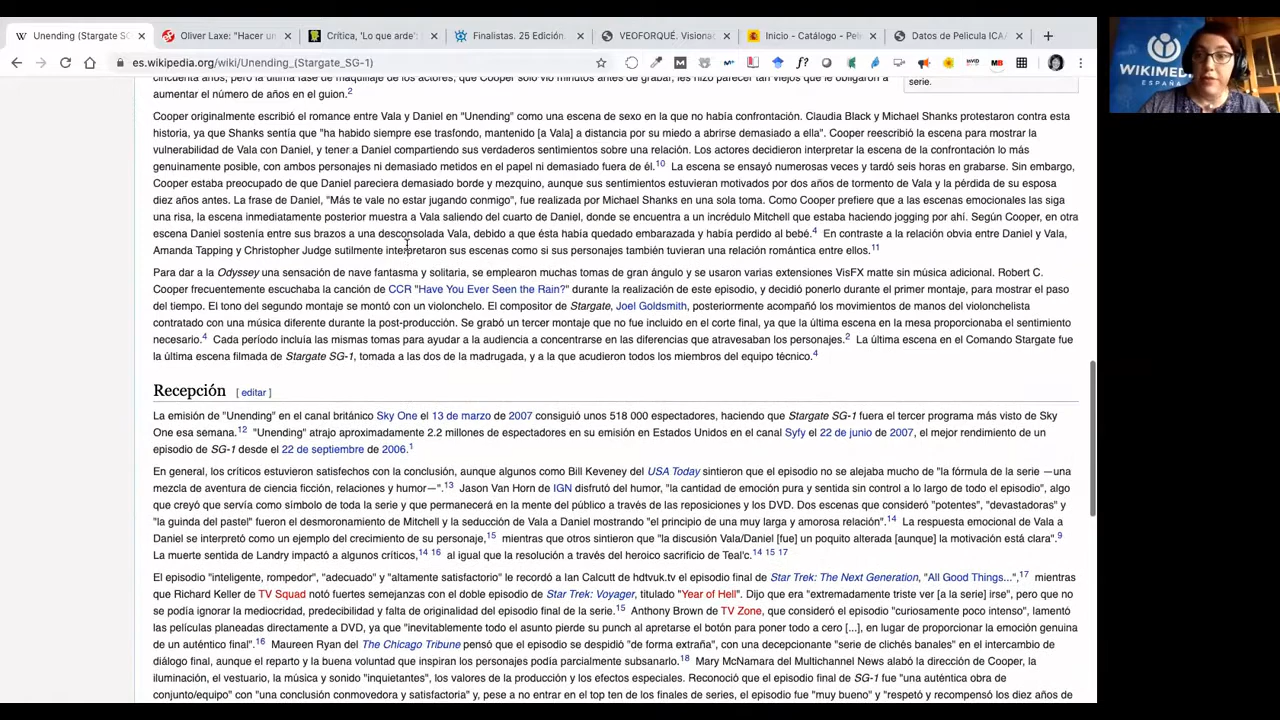 Unending (Stargate SG
Oliver Laxe: "Hacer un
Crítica, 'Lo que arde':
Finalistas. 25 Edición.
VEOFORQUÉ. Visionad
Inicio - Catálogo - Pelí
Datos de Pelicula ICA/
es.wikipedia.org/wiki/Unending_(Stargate_SG-1)
cincuenta años, pero la última fase de maquillaje de los actores, que Cooper solo vio minutos antes de grabar, les hizo parecer tan viejos que le obligaron a
aumentar el número de años en el guion.2
serie.
Cooper originalmente escribió el romance entre Vala y Daniel en "Unending" como una escena de sexo en la que no había confrontación. Claudia Black y Michael Shanks protestaron contra esta
historia, ya que Shanks sentía que "ha habido siempre ese trasfondo, mantenido [a Vala] a distancia por su miedo a abrirse demasiado a ella". Cooper reescribió la escena para mostrar la
vulnerabilidad de Vala con Daniel, y tener a Daniel compartiendo sus verdaderos sentimientos sobre una relación. Los actores decidieron interpretar la escena de la confrontación lo más
genuinamente posible, con ambos personajes ni demasiado metidos en el papel ni demasiado fuera de él.10 La escena se ensayó numerosas veces y tardó seis horas en grabarse. Sin embargo,
Cooper estaba preocupado de que Daniel pareciera demasiado borde y mezquino, aunque sus sentimientos estuvieran motivados por dos años de tormento de Vala y la pérdida de su esposa
diez años antes. La frase de Daniel, "Más te vale no estar jugando conmigo", fue realizada por Michael Shanks en una sola toma. Como Cooper prefiere que a las escenas emocionales las siga
una risa, la escena inmediatamente posterior muestra a Vala saliendo del cuarto de Daniel, donde se encuentra a un incrédulo Mitchell que estaba haciendo jogging por ahí. Según Cooper, en otra
escena Daniel sostenía entre sus brazos a una desconsolada Vala, debido a que ésta había quedado embarazada y había perdido al bebé.4 En contraste a la relación obvia entre Daniel y Vala,
Amanda Tapping y Christopher Judge sutilmente interpretaron sus escenas como si sus personajes también tuvieran una relación romántica entre ellos.11
Para dar a la Odyssey una sensación de nave fantasma y solitaria, se emplearon muchas tomas de gran ángulo y se usaron varias extensiones VisFX matte sin música adicional. Robert C.
Cooper frecuentemente escuchaba la canción de CCR "Have You Ever Seen the Rain?" durante la realización de este episodio, y decidió ponerlo durante el primer montaje, para mostrar el paso
del tiempo. El tono del segundo montaje se montó con un violonchelo. El compositor de Stargate, Joel Goldsmith, posteriormente acompañó los movimientos de manos del violonchelista
contratado con una música diferente durante la post-producción. Se grabó un tercer montaje que no fue incluido en el corte final, ya que la última escena en la mesa proporcionaba el sentimiento
necesario.4 Cada período incluía las mismas tomas para ayudar a la audiencia a concentrarse en las diferencias que atravesaban los personajes.2 La última escena en el Comando Stargate fue
la última escena filmada de Stargate SG-1, tomada a las dos de la madrugada, y a la que acudieron todos los miembros del equipo técnico.4
Recepción [ editar ]
La emisión de "Unending" en el canal británico Sky One el 13 de marzo de 2007 consiguió unos 518 000 espectadores, haciendo que Stargate SG-1 fuera el tercer programa más visto de Sky
One esa semana.12 "Unending" atrajo aproximadamente 2.2 millones de espectadores en su emisión en Estados Unidos en el canal Syfy el 22 de junio de 2007, el mejor rendimiento de un
episodio de SG-1 desde el 22 de septiembre de 2006.1
En general, los críticos estuvieron satisfechos con la conclusión, aunque algunos como Bill Keveney del USA Today sintieron que el episodio no se alejaba mucho de "la fórmula de la serie —una
mezcla de aventura de ciencia ficción, relaciones y humor—".13 Jason Van Horn de IGN disfrutó del humor, "la cantidad de emoción pura y sentida sin control a lo largo de todo el episodio", algo
que creyó que servía como símbolo de toda la serie y que permanecerá en la mente del público a través de las reposiciones y los DVD. Dos escenas que consideró "potentes", "devastadoras" y
"la guinda del pastel" fueron el desmoronamiento de Mitchell y la seducción de Vala a Daniel mostrando "el principio de una muy larga y amorosa relación".14 La respuesta emocional de Vala a
Daniel se interpretó como un ejemplo del crecimiento de su personaje,15 mientras que otros sintieron que "la discusión Vala/Daniel [fue] un poquito alterada [aunque] la motivación está clara".9
La muerte sentida de Landry impactó a algunos críticos,14 16 al igual que la resolución a través del heroico sacrificio de Teal'c.14 15 17
El episodio "inteligente, rompedor", "adecuado" y "altamente satisfactorio" le recordó a Ian Calcutt de hdtvuk.tv el episodio final de Star Trek: The Next Generation, "All Good Things...",17 mientras
que Richard Keller de TV Squad notó fuertes semejanzas con el doble episodio de Star Trek: Voyager, titulado "Year of Hell". Dijo que era "extremadamente triste ver [a la serie] irse", pero que no
se podía ignorar la mediocridad, predecibilidad y falta de originalidad del episodio final de la serie.15 Anthony Brown de TV Zone, que consideró el episodio "curiosamente poco intenso", lamentó
las películas planeadas directamente a DVD, ya que "inevitablemente todo el asunto pierde su punch al apretarse el botón para poner todo a cero [...], en lugar de proporcionar la emoción genuina
de un auténtico final".16 Maureen Ryan del The Chicago Tribune pensó que el episodio se despidió "de forma extraña", con una decepcionante "serie de clichés banales" en el intercambio de
diálogo final, aunque el reparto y la buena voluntad que inspiran los personajes podía parcialmente subsanarlo.18 Mary McNamara del Multichannel News alabó la dirección de Cooper, la
iluminación, el vestuario, la música y sonido "inquietantes", los valores de la producción y los efectos especiales. Reconoció que el episodio final de SG-1 fue "una auténtica obra de
conjunto/equipo" con "una conclusión conmovedora y satisfactoria" y, pese a no entrar en el top ten de los finales de series, el episodio fue "muy bueno" y "respetó y recompensó los diez años de
WIKIMEDI
ESPAÑA